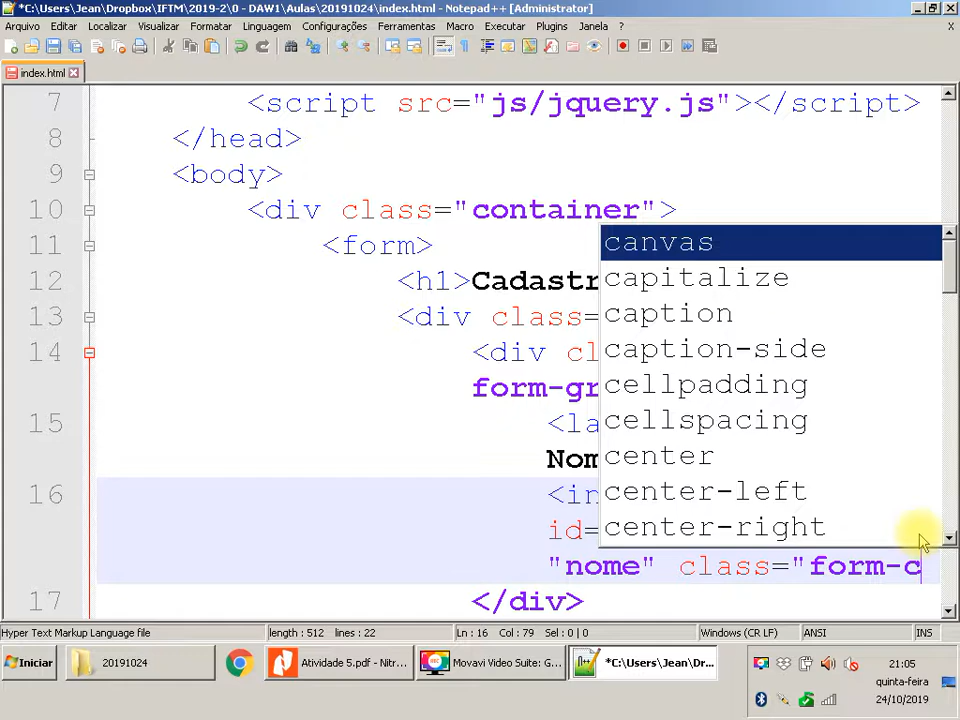 *C:\Users\Jean\Dropbox\IFTM\2019-2\0 - DAW1\Aulas\20191024\index.html - Notepad++ [Administrator]
Arquivo Editar Localizar Visualizar Formatar Linguagem Configurações Ferramentas Macro Executar Plugins Janela ? X
index.html
7 <script src="js/jquery.js"></script>
8 </head>
9 <body>
10 <div class="container">
11 <form>
12 <h1>Cadastr
13 <div class=
14 <div cl
form-gr
15 <la
Nom
16 <in
id=
"nome" class="form-c
17 </div>
canvas
capitalize
caption
caption-side
cellpadding
cellspacing
center
center-left
center-right
Hyper Text Markup Language file length : 512 lines : 22 Ln : 16 Col : 79 Sel : 0 | 0 Windows (CR LF) ANSI INS
Iniciar 20191024 Atividade 5.pdf - Nitr... Movavi Video Suite: G... *C:\Users\Jean\Dr...
21:05
quinta-feira
24/10/2019